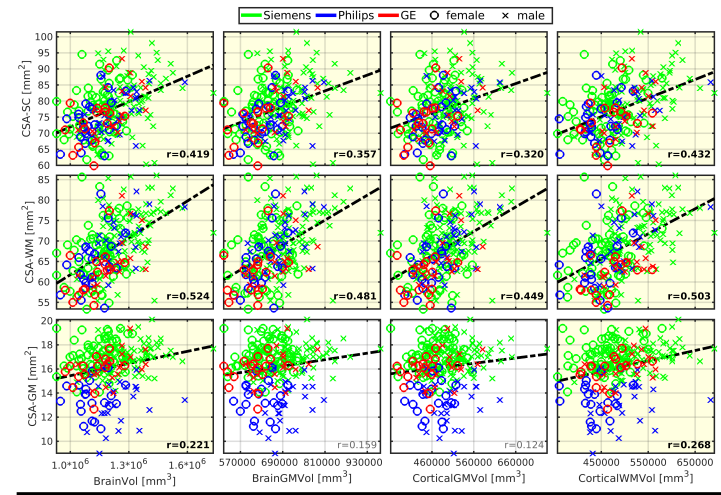 Siemens Philips GE female male
CSA-SC [mm²]
100
95
90
85
80
75
70
65
60
r=0.419
r=0.357
r=0.320
r=0.432
CSA-WM [mm²]
85
80
75
70
65
60
55
r=0.524
r=0.481
r=0.449
r=0.503
CSA-GM [mm²]
20
18
16
14
12
10
9
r=0.221
r=0.159
r=0.124
r=0.268
1.0*10⁶ 1.3*10⁶ 1.6*10⁶
570000 690000 810000 930000
460000 560000 660000
450000 550000 650000
BrainVol [mm³]
BrainGMVol [mm³]
CorticalGMVol [mm³]
CorticalWMVol [mm³]